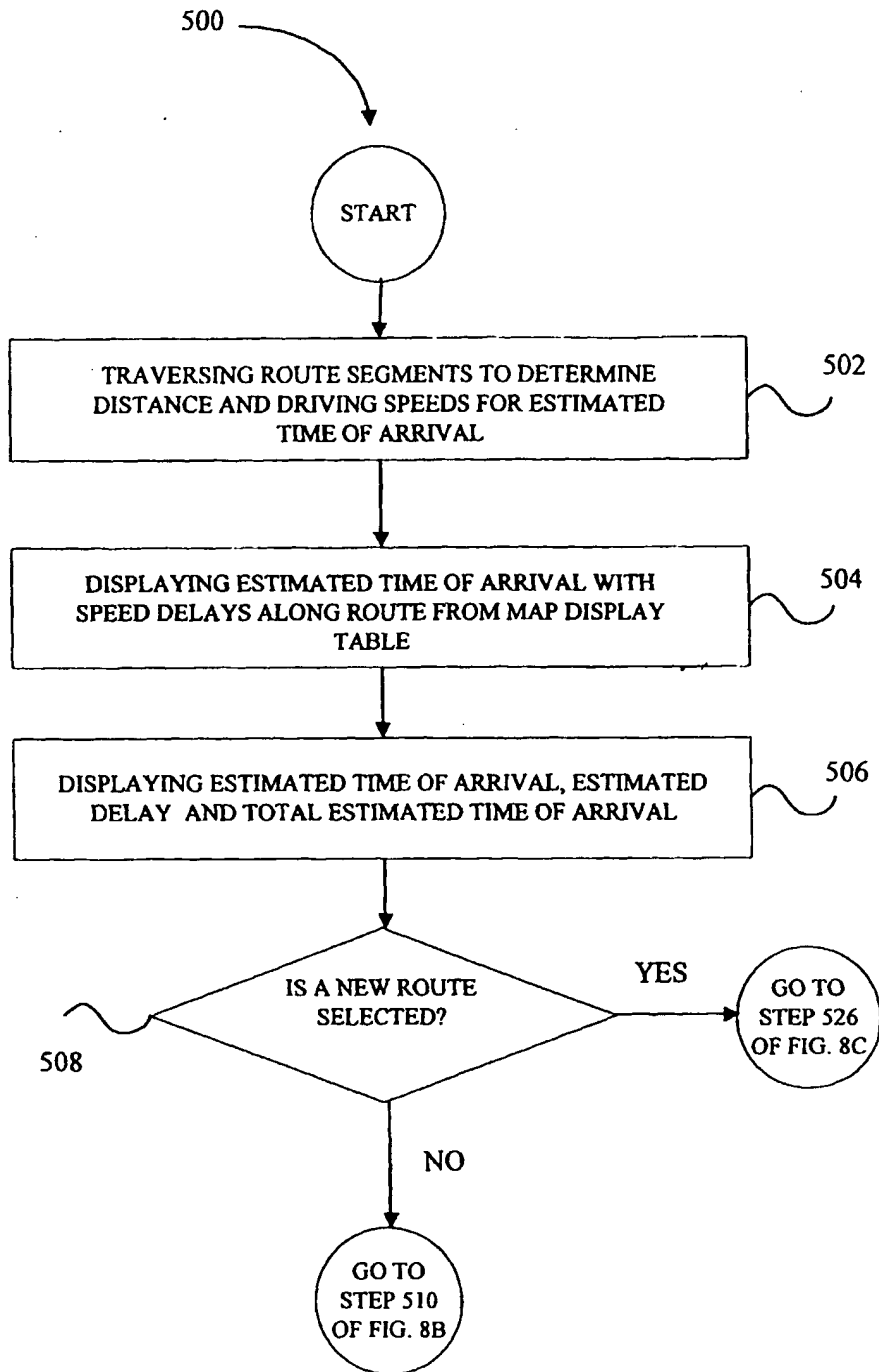 500
START
TRAVERSING ROUTE SEGMENTS TO DETERMINE
DISTANCE AND DRIVING SPEEDS FOR ESTIMATED
TIME OF ARRIVAL
502
DISPLAYING ESTIMATED TIME OF ARRIVAL WITH
SPEED DELAYS ALONG ROUTE FROM MAP DISPLAY
TABLE
504
DISPLAYING ESTIMATED TIME OF ARRIVAL, ESTIMATED
DELAY AND TOTAL ESTIMATED TIME OF ARRIVAL
506
IS A NEW ROUTE
SELECTED?
508
YES
GO TO
STEP 526
OF FIG. 8C
NO
GO TO
STEP 510
OF FIG. 8B